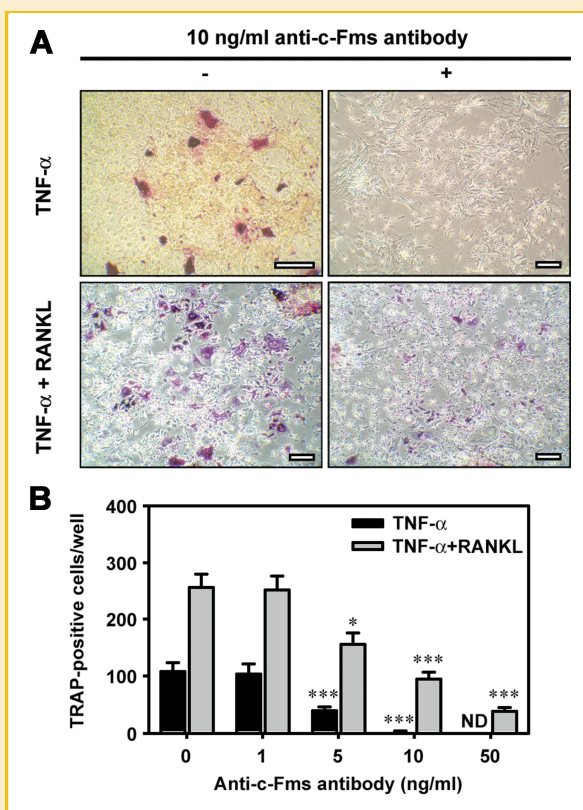 A
10 ng/ml anti-c-Fms antibody
- +
TNF-α
TNF-α + RANKL
B
TRAP-positive cells/well
400
300
200
100
0
TNF-α
TNF-α+RANKL
***
*
***
***
ND
***
0 1 5 10 50
Anti-c-Fms antibody (ng/ml)